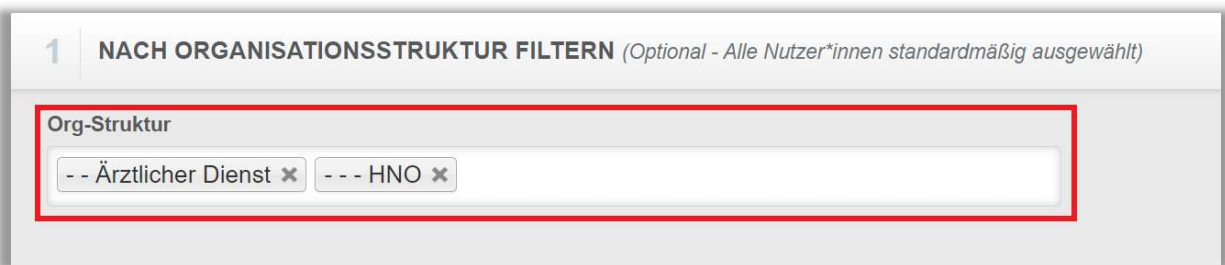 1 NACH ORGANISATIONSSTRUKTUR FILTERN (Optional - Alle Nutzer*innen standardmäßig ausgewählt)
Org-Struktur
- - Ärztlicher Dienst ✖ - - - HNO ✖